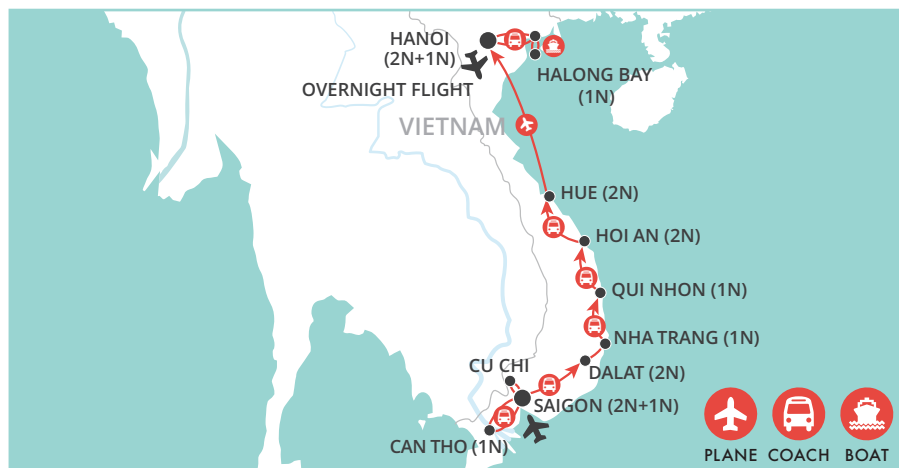 HANOI
(2N+1N)
OVERNIGHT FLIGHT
HALONG BAY
(1N)
VIETNAM
HUE (2N)
HOI AN (2N)
QUI NHON (1N)
NHA TRANG (1N)
CU CHI
DALAT (2N)
SAIGON (2N+1N)
CAN THO (1N)
PLANE COACH BOAT